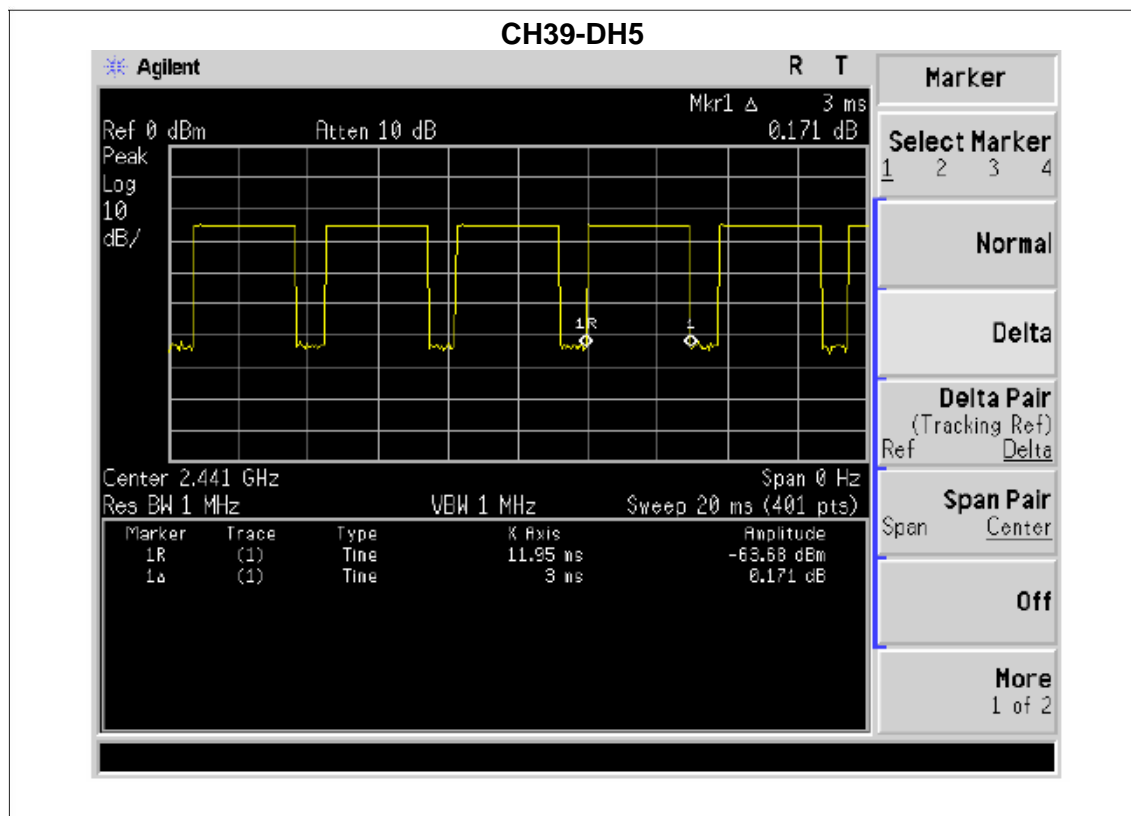 CH39-DH5
Agilent R T
Mkr1 Δ 3 ms
Ref 0 dBm Atten 10 dB 0.171 dB
Peak
Log
10
dB/
1R 1
Center 2.441 GHz Span 0 Hz
Res BW 1 MHz VBW 1 MHz Sweep 20 ms (401 pts)
Marker Trace Type X Axis Amplitude
1R (1) Time 11.95 ms -63.68 dBm
1Δ (1) Time 3 ms 0.171 dB
Marker
Select Marker
1 2 3 4
Normal
Delta
Delta Pair
(Tracking Ref)
Ref Delta
Span Pair
Span Center
Off
More
1 of 2